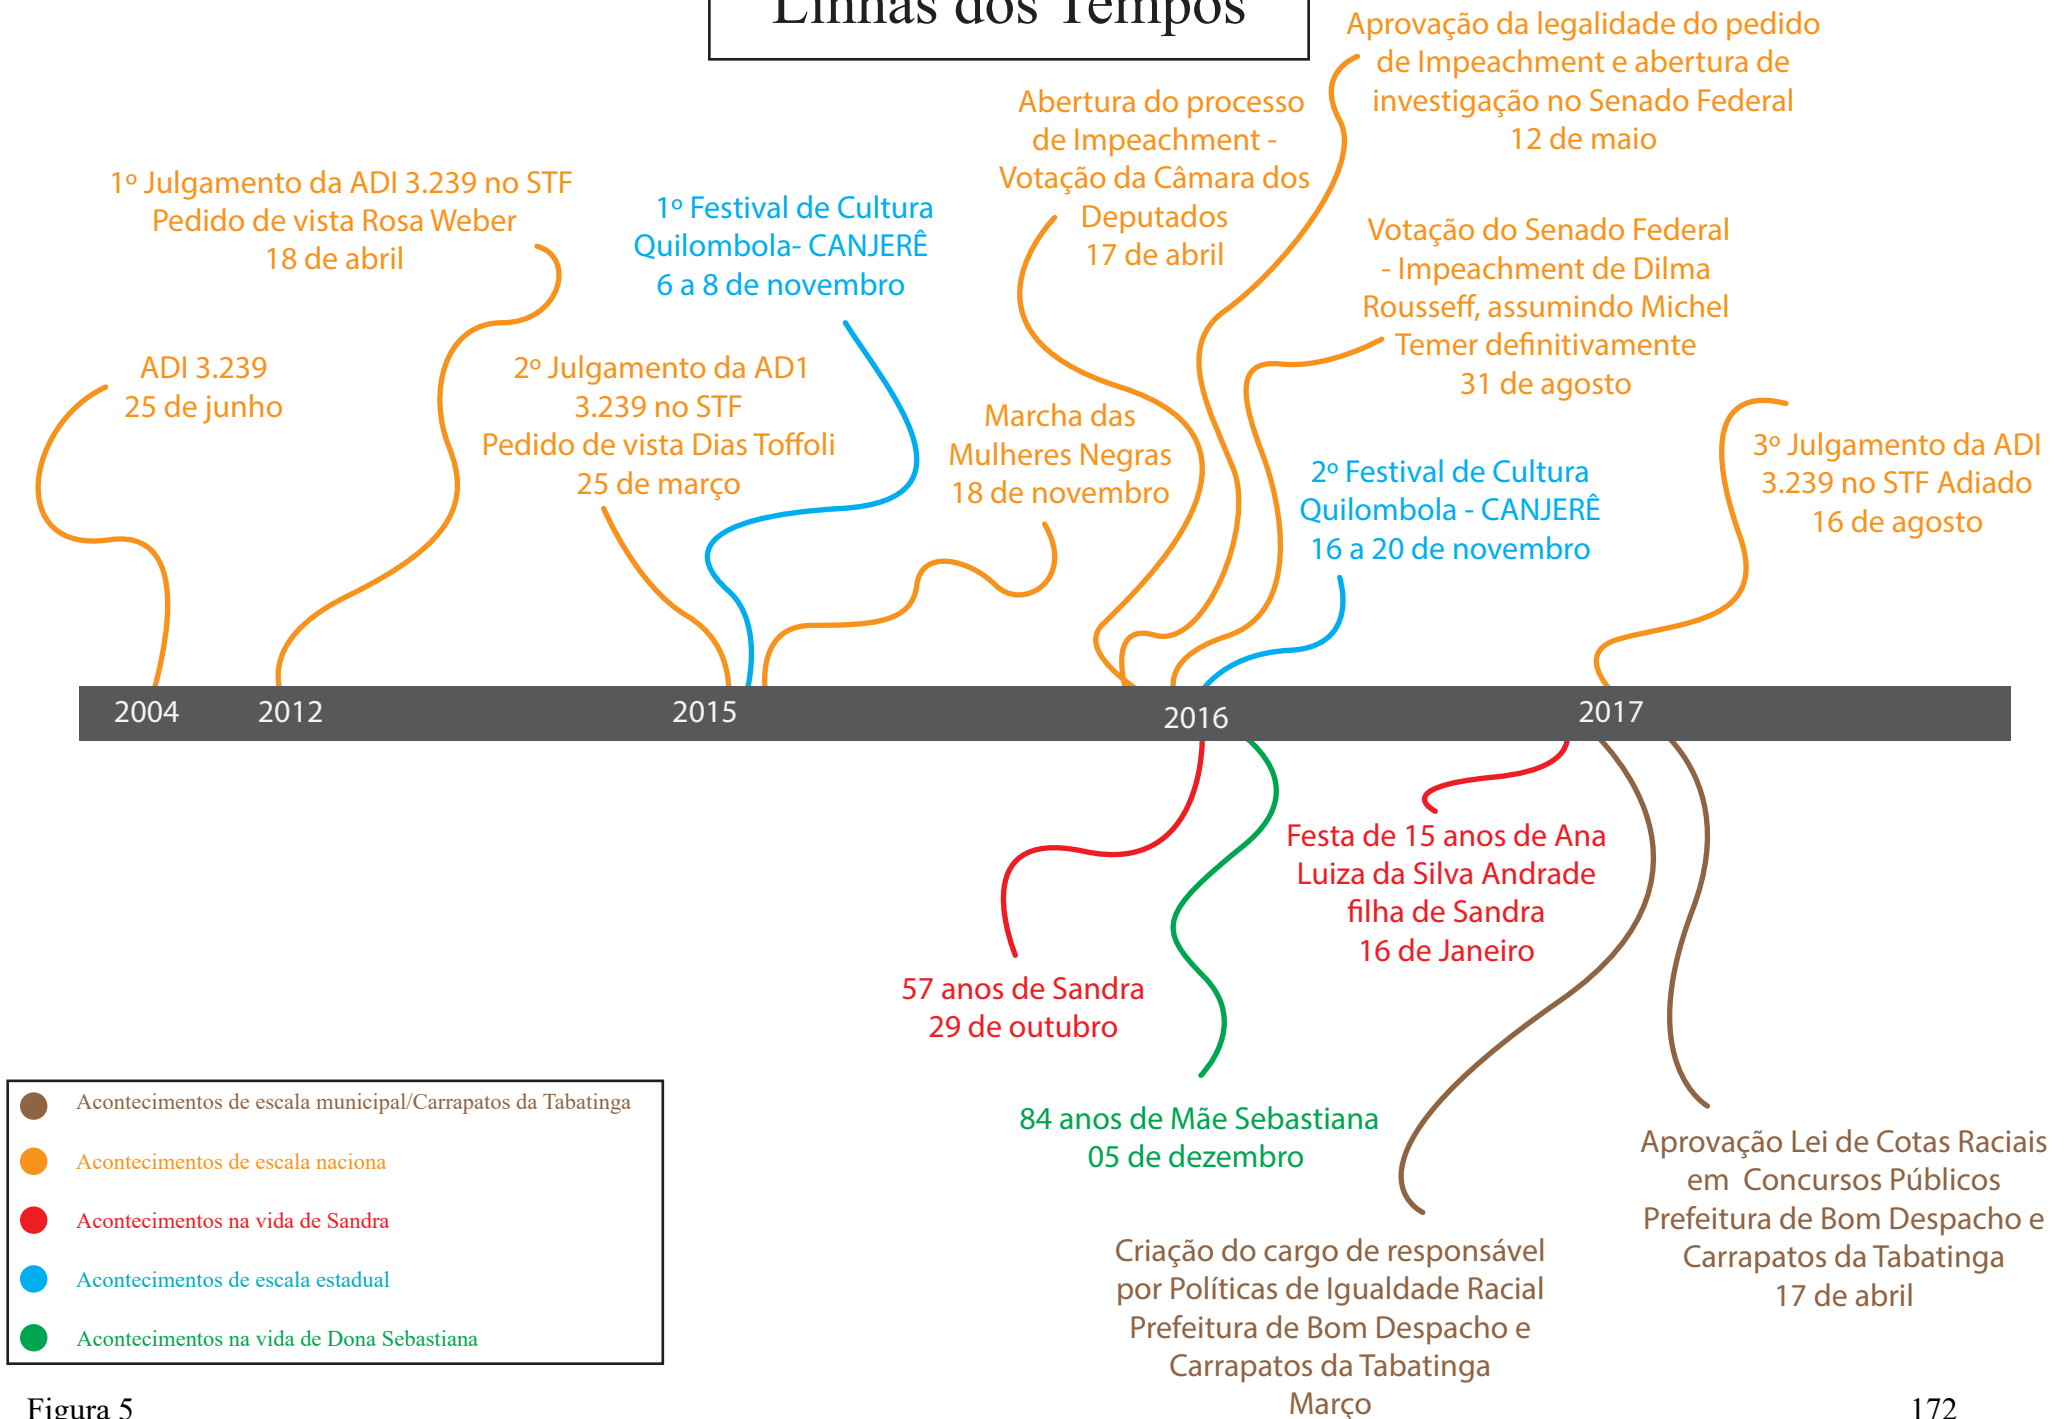 Linhas dos Tempos
Aprovação da legalidade do pedido
de Impeachment e abertura de
investigação no Senado Federal
12 de maio
Abertura do processo
de Impeachment -
Votação da Câmara dos
Deputados
17 de abril
1º Julgamento da ADI 3.239 no STF
Pedido de vista Rosa Weber
18 de abril
1º Festival de Cultura
Quilombola- CANJERÊ
6 a 8 de novembro
Votação do Senado Federal
- Impeachment de Dilma
Rousseff, assumindo Michel
Temer definitivamente
31 de agosto
ADI 3.239
25 de junho
2º Julgamento da AD1
3.239 no STF
Pedido de vista Dias Toffoli
25 de março
Marcha das
Mulheres Negras
18 de novembro
2º Festival de Cultura
Quilombola - CANJERÊ
16 a 20 de novembro
3º Julgamento da ADI
3.239 no STF Adiado
16 de agosto
2004
2012
2015
2016
2017
57 anos de Sandra
29 de outubro
84 anos de Mãe Sebastiana
05 de dezembro
Festa de 15 anos de Ana
Luiza da Silva Andrade
filha de Sandra
16 de Janeiro
Criação do cargo de responsável
por Políticas de Igualdade Racial
Prefeitura de Bom Despacho e
Carrapatos da Tabatinga
Março
Aprovação Lei de Cotas Raciais
em Concursos Públicos
Prefeitura de Bom Despacho e
Carrapatos da Tabatinga
17 de abril
Acontecimentos de escala municipal/Carrapatos da Tabatinga
Acontecimentos de escala naciona
Acontecimentos na vida de Sandra
Acontecimentos de escala estadual
Acontecimentos na vida de Dona Sebastiana
Figura 5
172